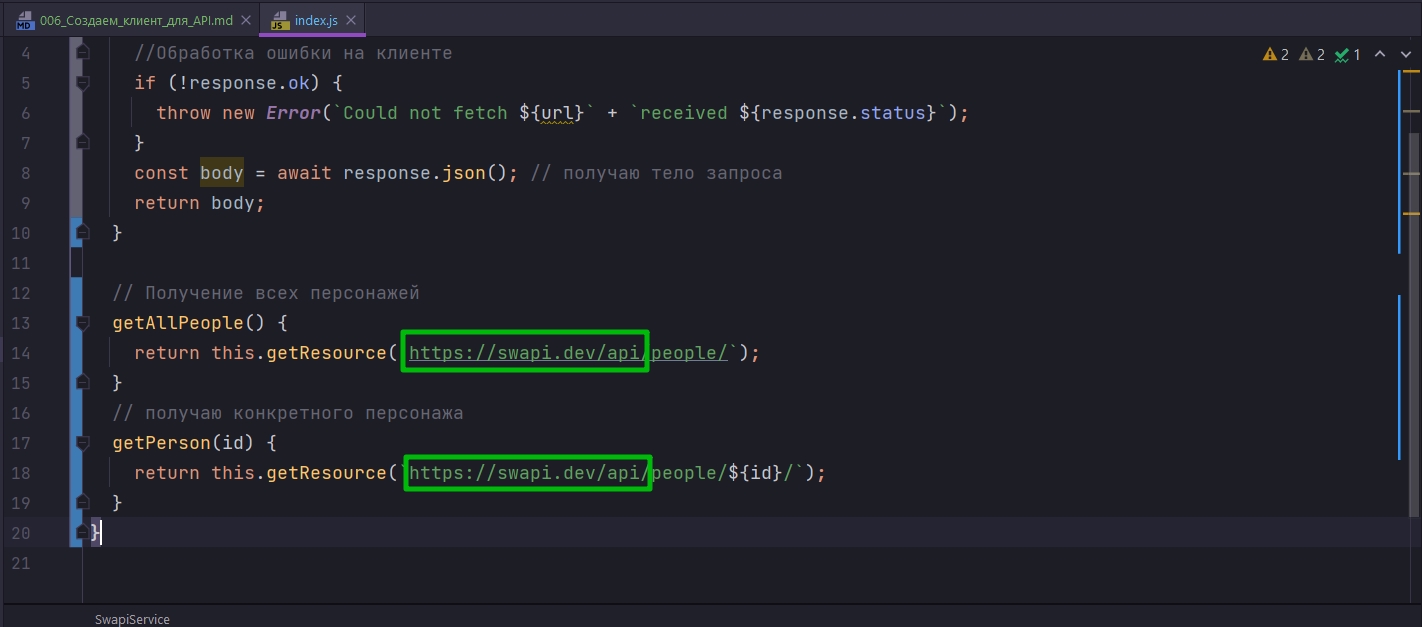 006_Создаем_клиент_для_API.md index.js
2 2 1
4 //Обработка ошибки на клиенте
5 if (!response.ok) {
6 throw new Error(`Could not fetch ${url}` + `received ${response.status}`);
7 }
8 const body = await response.json(); // получаю тело запроса
9 return body;
10 }
11
12 // Получение всех персонажей
13 getAllPeople() {
14 return this.getResource(`https://swapi.dev/api/people/`);
15 }
16 // получаю конкретного персонажа
17 getPerson(id) {
18 return this.getResource(`https://swapi.dev/api/people/${id}/`);
19 }
20 }
21
SwapiService